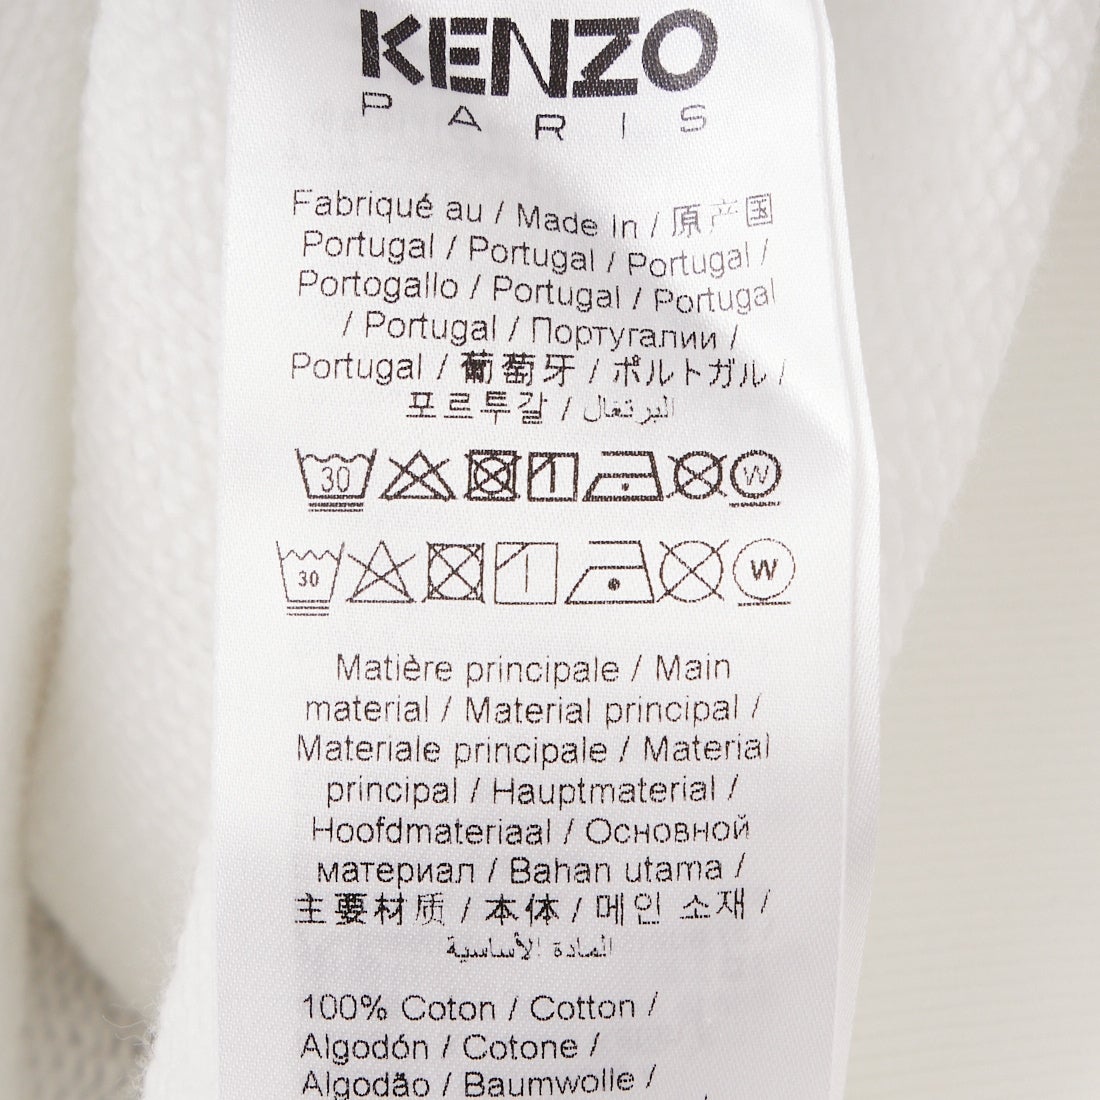 KENZO
PARIS
Fabriqué au / Made in / 原产国
Portugal / Portugal / Portugal /
Portogallo / Portugal / Portugal
/ Portugal / Португалии /
Portugal / 葡萄牙 / ポルトガル /
포르투갈 / البرتغال
30 W
30 W
Matière principale / Main
material / Material principal /
Materiale principale / Material
principal / Hauptmaterial /
Hoofdmateriaal / Основной
материал / Bahan utama /
主要材质 / 本体 / 메인 소재 /
المادة الأساسية
100% Coton / Cotton /
Algodón / Cotone /
Algodão / Baumwolle /